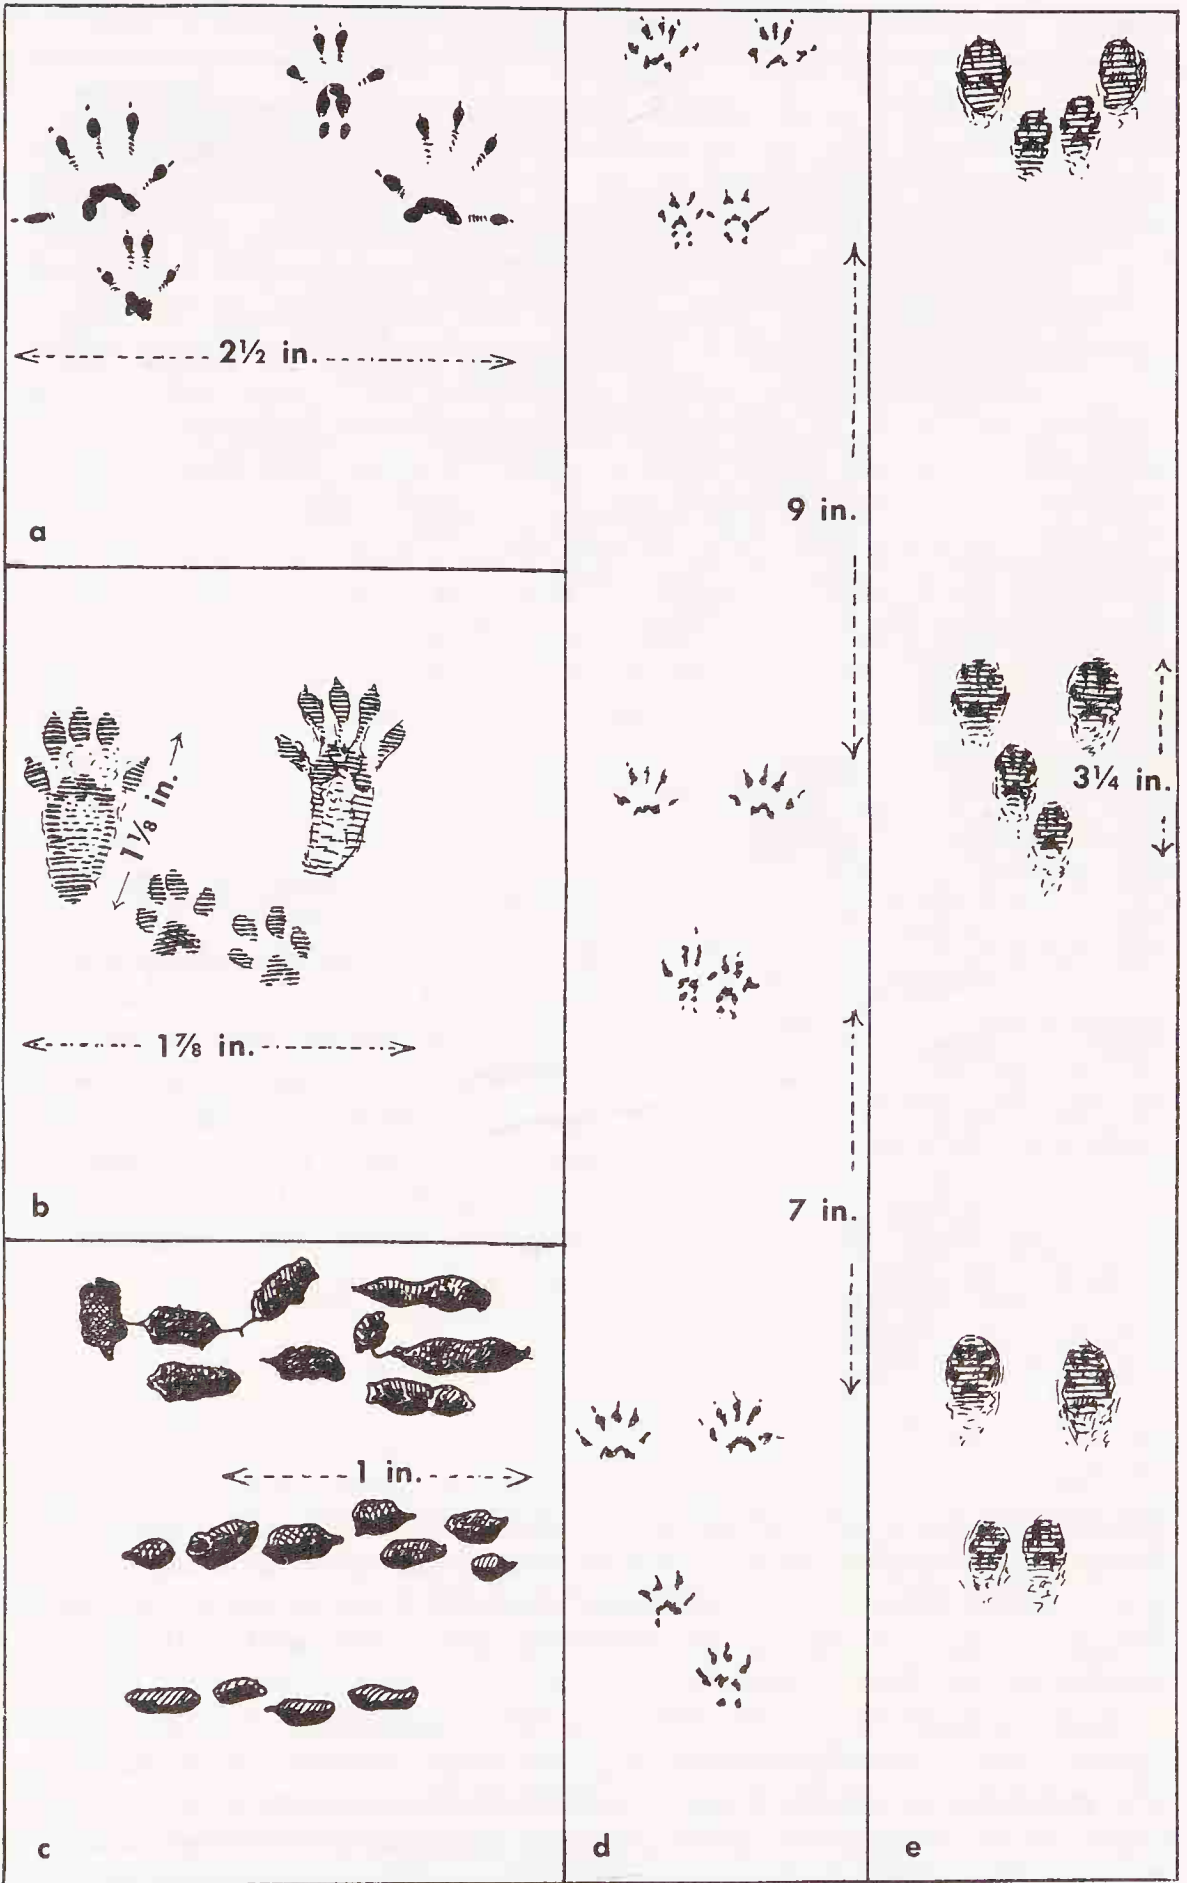 2½ in.
a
1⅛ in.
1⅞ in.
b
1 in.
c
9 in.
7 in.
d
3¼ in.
e